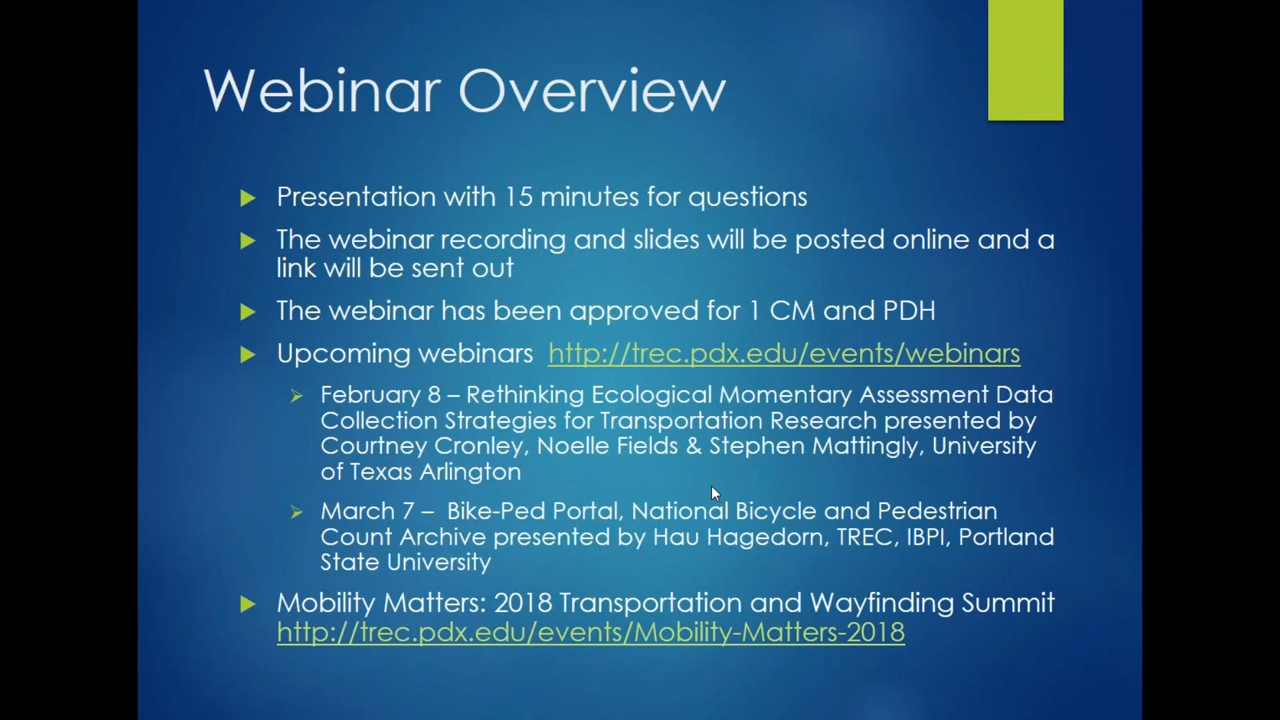 Webinar Overview
Presentation with 15 minutes for questions
The webinar recording and slides will be posted online and a
link will be sent out
The webinar has been approved for 1 CM and PDH
Upcoming webinars http://trec.pdx.edu/events/webinars
February 8 – Rethinking Ecological Momentary Assessment Data
Collection Strategies for Transportation Research presented by
Courtney Cronley, Noelle Fields & Stephen Mattingly, University
of Texas Arlington
March 7 – Bike-Ped Portal, National Bicycle and Pedestrian
Count Archive presented by Hau Hagedorn, TREC, IBPI, Portland
State University
Mobility Matters: 2018 Transportation and Wayfinding Summit
http://trec.pdx.edu/events/Mobility-Matters-2018